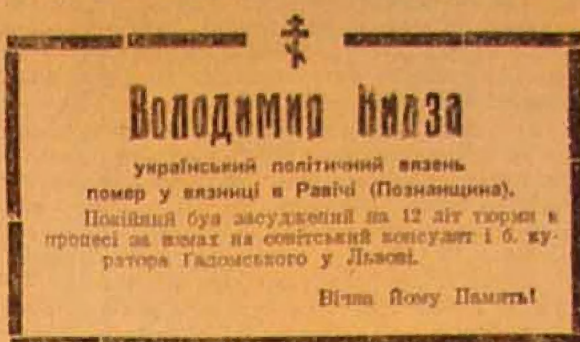 Володимир Нидза
український політичний вязень
помер у вязниці в Равічі (Познанщина).
Покійний був засуджений на 12 літ тюрми в
процесі за замах на совітський консулят і б. ку-
ратора Гадомського у Львові.
Вічна Йому Память!